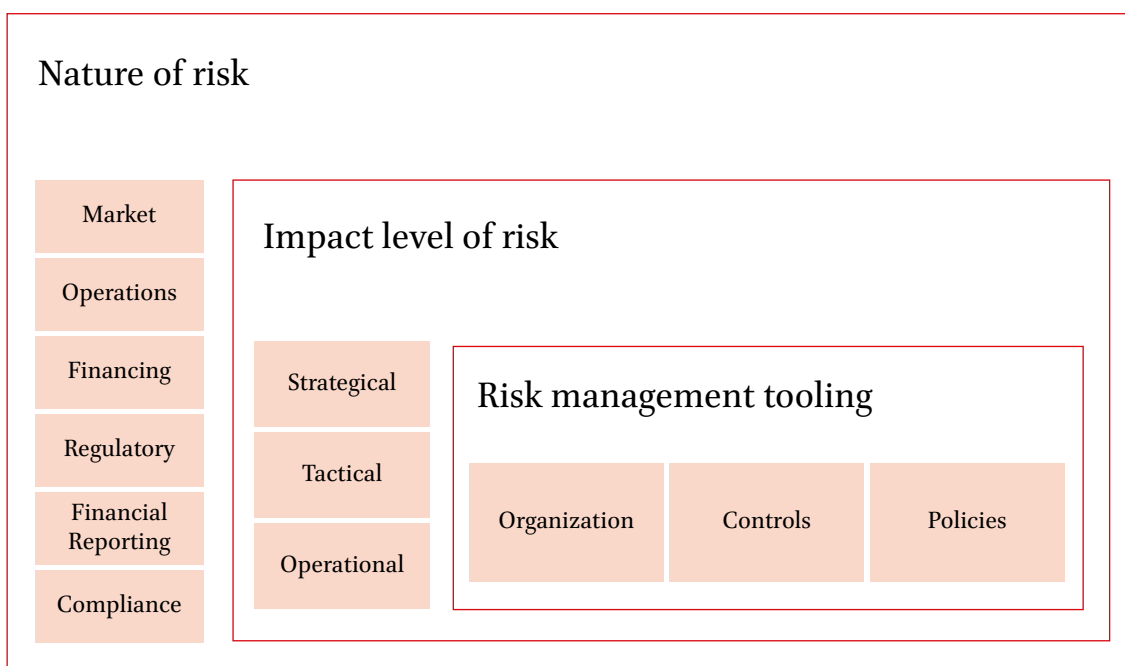 Nature of risk
Market
Operations
Financing
Regulatory
Financial
Reporting
Compliance
Impact level of risk
Strategical
Tactical
Operational
Risk management tooling
Organization
Controls
Policies